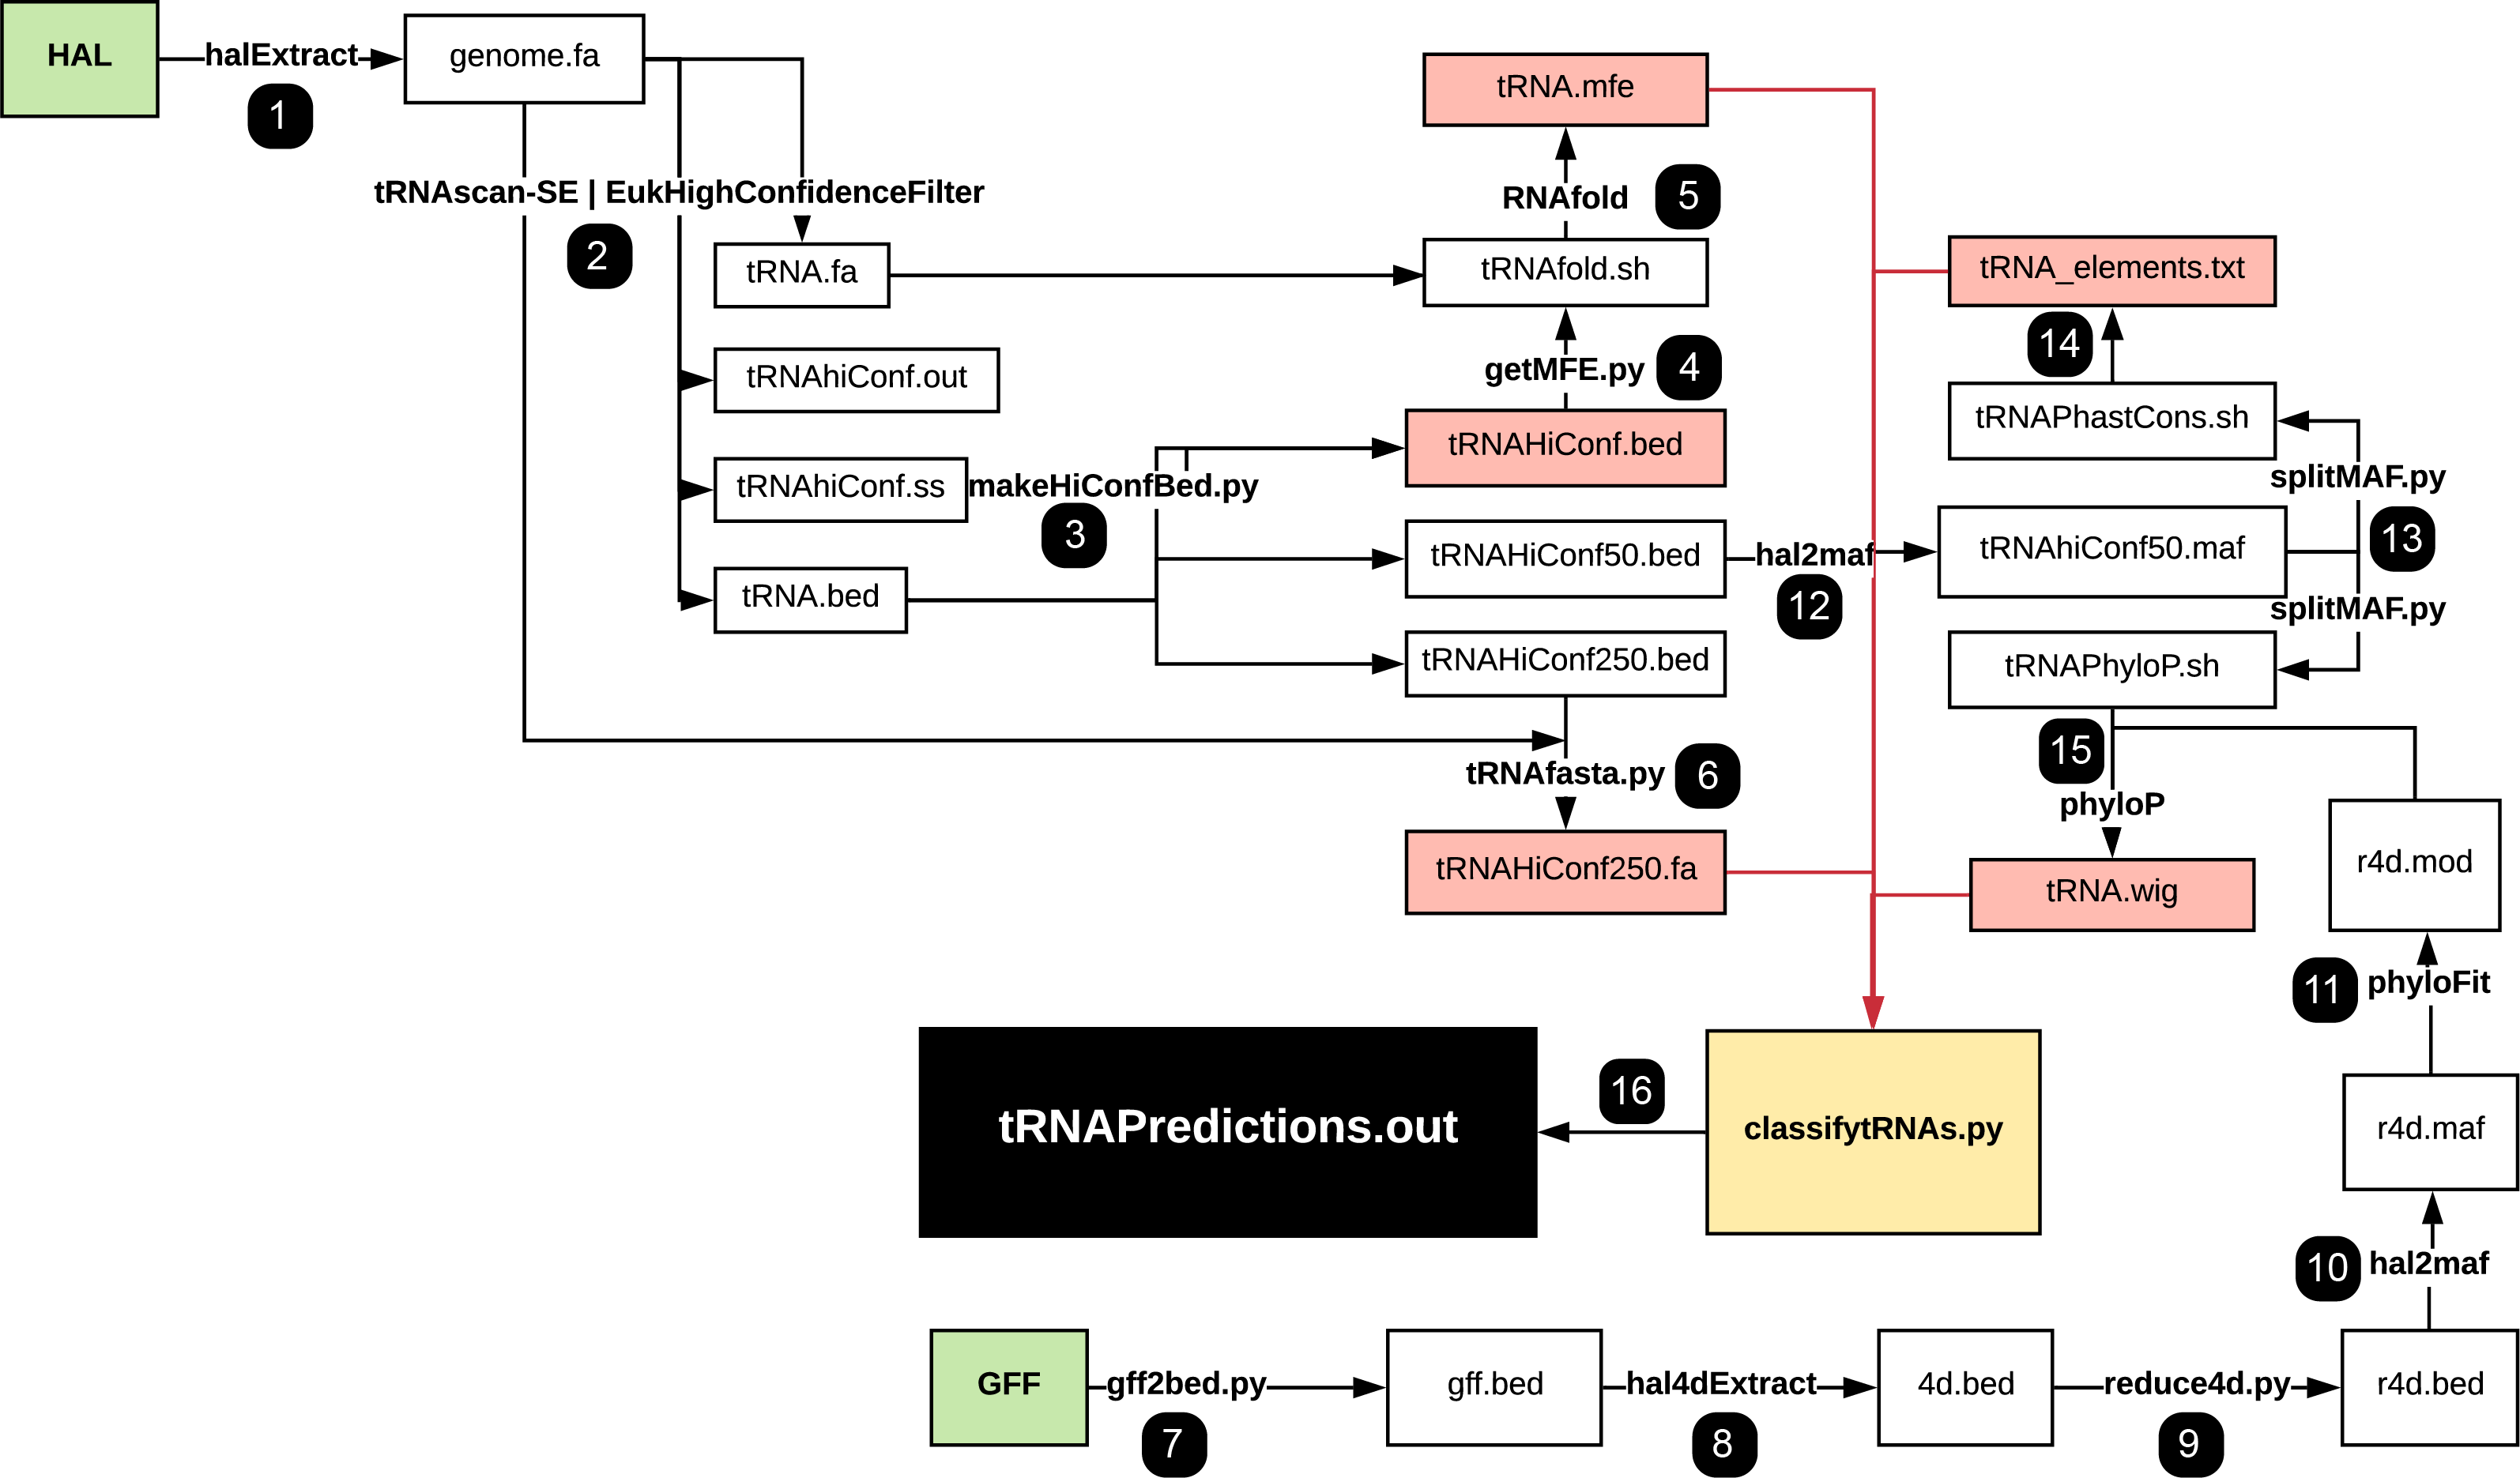 HAL
halExtract
1
genome.fa
tRNAscan-SE | EukHighConfidenceFilter
2
tRNA.fa
tRNAhiConf.out
tRNAhiConf.ss
tRNA.bed
makeHiConfBed.py
3
tRNA.mfe
RNAfold
5
tRNAfold.sh
getMFE.py
4
tRNAHiConf.bed
tRNAHiConf50.bed
tRNAHiConf250.bed
tRNAfasta.py
6
tRNAHiConf250.fa
hal2maf
12
tRNA_elements.txt
14
tRNAPhastCons.sh
splitMAF.py
13
tRNAhiConf50.maf
splitMAF.py
tRNAPhyloP.sh
15
phyloP
tRNA.wig
r4d.mod
11
phyloFit
r4d.maf
10
hal2maf
tRNAPredictions.out
16
classifytRNAs.py
GFF
gff2bed.py
7
gff.bed
hal4dExtract
8
4d.bed
reduce4d.py
9
r4d.bed